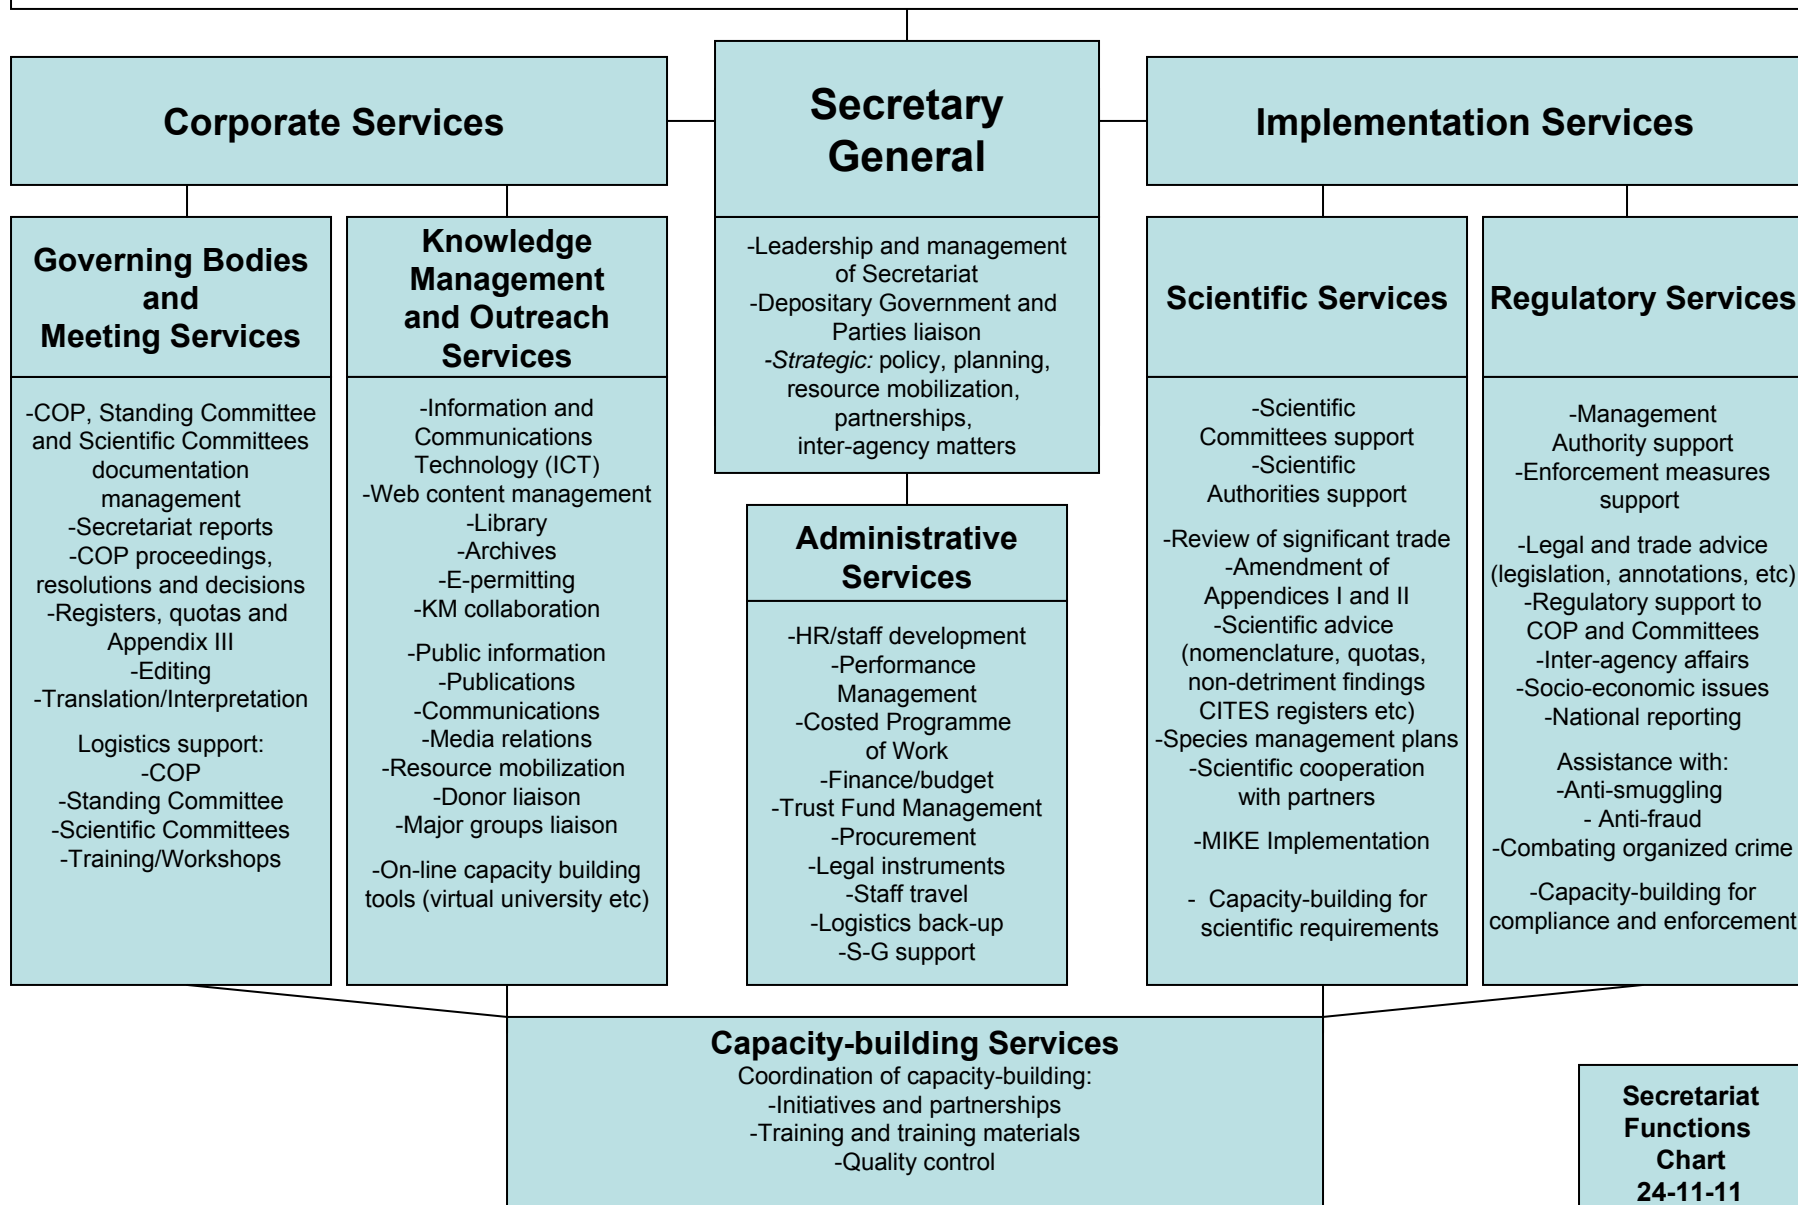 Corporate Services
Secretary
General
Implementation Services
Governing Bodies
and
Meeting Services
-COP, Standing Committee
and Scientific Committees
documentation
management
-Secretariat reports
-COP proceedings,
resolutions and decisions
-Registers, quotas and
Appendix III
-Editing
-Translation/Interpretation
Logistics support:
-COP
-Standing Committee
-Scientific Committees
-Training/Workshops
Knowledge
Management
and Outreach
Services
-Information and
Communications
Technology (ICT)
-Web content management
-Library
-Archives
-E-permitting
-KM collaboration
-Public information
-Publications
-Communications
-Media relations
-Resource mobilization
-Donor liaison
-Major groups liaison
-On-line capacity building
tools (virtual university etc)
-Leadership and management
of Secretariat
-Depositary Government and
Parties liaison
-Strategic: policy, planning,
resource mobilization,
partnerships,
inter-agency matters
Administrative
Services
-HR/staff development
-Performance
Management
-Costed Programme
of Work
-Finance/budget
-Trust Fund Management
-Procurement
-Legal instruments
-Staff travel
-Logistics back-up
-S-G support
Scientific Services
-Scientific
Committees support
-Scientific
Authorities support
-Review of significant trade
-Amendment of
Appendices I and II
-Scientific advice
(nomenclature, quotas,
non-detriment findings
CITES registers etc)
-Species management plans
-Scientific cooperation
with partners
-MIKE Implementation
- Capacity-building for
scientific requirements
Regulatory Services
-Management
Authority support
-Enforcement measures
support
-Legal and trade advice
(legislation, annotations, etc)
-Regulatory support to
COP and Committees
-Inter-agency affairs
-Socio-economic issues
-National reporting
Assistance with:
-Anti-smuggling
- Anti-fraud
-Combating organized crime
-Capacity-building for
compliance and enforcement
Capacity-building Services
Coordination of capacity-building:
-Initiatives and partnerships
-Training and training materials
-Quality control
Secretariat
Functions
Chart
24-11-11